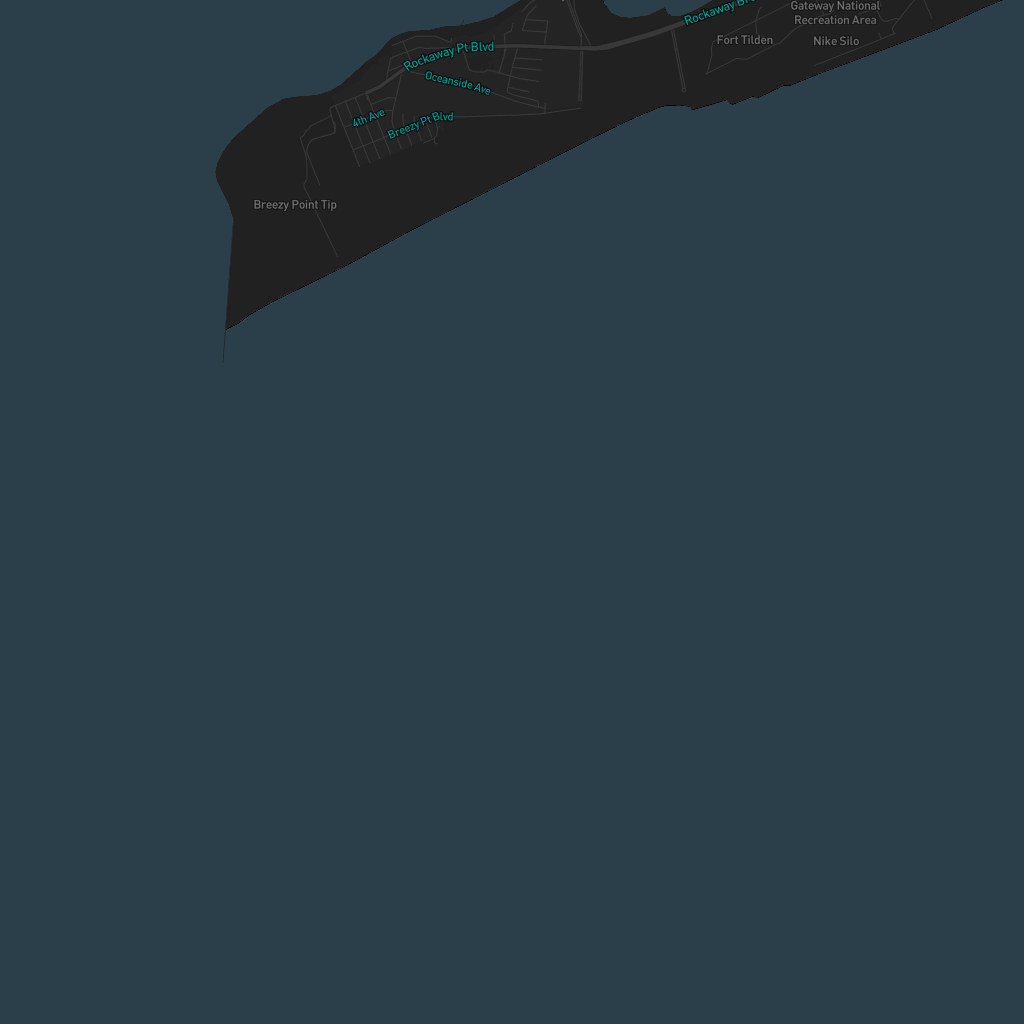 Gateway National
Recreation Area
Rockaway
Fort Tilden
Nike Silo
Rockaway Pt Blvd
Oceanside Ave
4th Ave
Breezy Pt Blvd
Breezy Point Tip